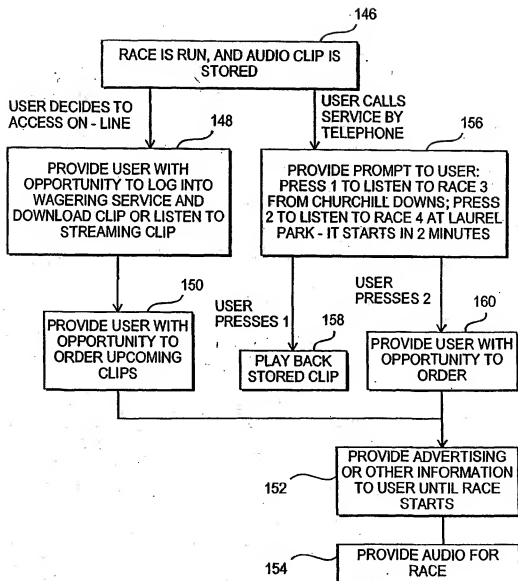 146
RACE IS RUN, AND AUDIO CLIP IS
STORED
USER DECIDES TO
ACCESS ON - LINE
148
USER CALLS
SERVICE BY
TELEPHONE
156
PROVIDE USER WITH
OPPORTUNITY TO LOG INTO
WAGERING SERVICE AND
DOWNLOAD CLIP OR LISTEN TO
STREAMING CLIP
PROVIDE PROMPT TO USER:
PRESS 1 TO LISTEN TO RACE 3
FROM CHURCHILL DOWNS; PRESS
2 TO LISTEN TO RACE 4 AT LAUREL
PARK - IT STARTS IN 2 MINUTES
150
PROVIDE USER WITH
OPPORTUNITY TO
ORDER UPCOMING
CLIPS
USER
PRESSES 1
158
PLAY BACK
STORED CLIP
USER
PRESSES 2
160
PROVIDE USER WITH
OPPORTUNITY TO
ORDER
152
PROVIDE ADVERTISING
OR OTHER INFORMATION
TO USER UNTIL RACE
STARTS
154
PROVIDE AUDIO FOR
RACE